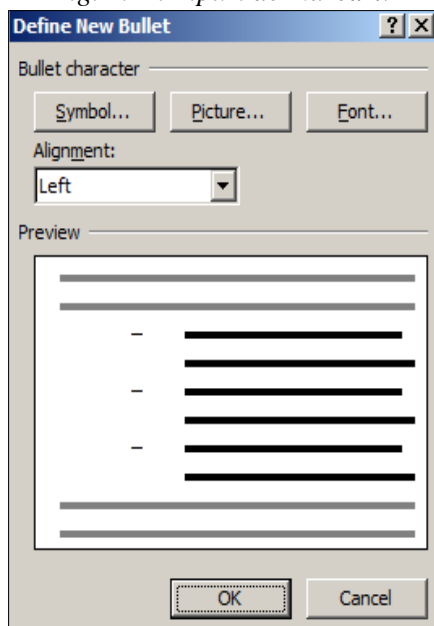 Define New Bullet
Bullet character
Symbol... Picture... Font...
Alignment:
Left
Preview
–
–
–
OK Cancel